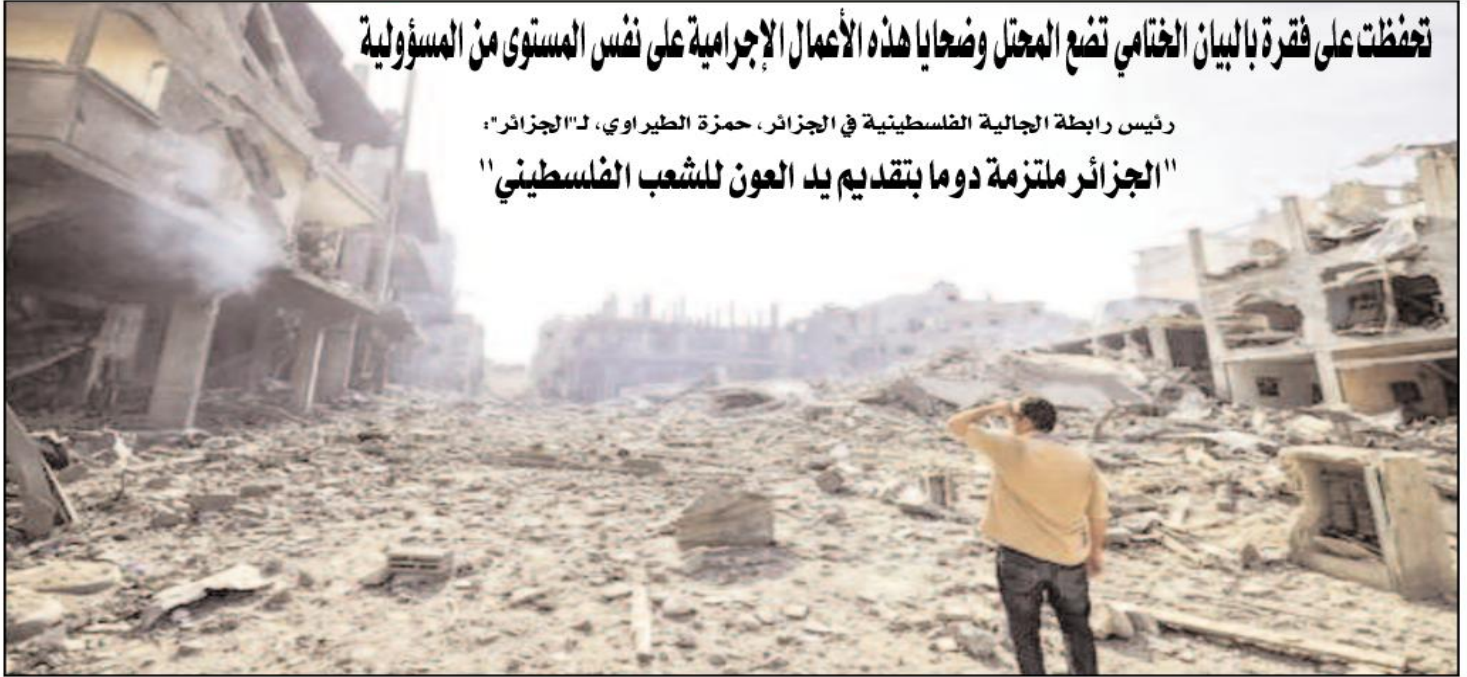 تحفظت على فقرة بالبيان الختامي تضع المحتل وضحايا هذه الأعمال الإجرامية على نفس المستوى من المسؤولية
رئيس رابطة الجالية الفلسطينية في الجزائر، حمزة الطيراوي، لـ"الجزائر":
"الجزائر ملتزمة دوما بتقديم يد العون للشعب الفلسطيني"